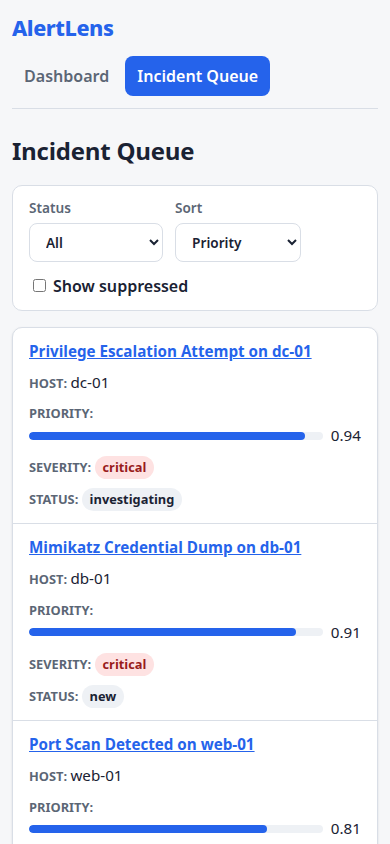 AlertLens
Dashboard Incident Queue
Incident Queue
Status Sort
All Priority
Show suppressed
Privilege Escalation Attempt on dc-01
HOST: dc-01
PRIORITY:
0.94
SEVERITY: critical
STATUS: investigating
Mimikatz Credential Dump on db-01
HOST: db-01
PRIORITY:
0.91
SEVERITY: critical
STATUS: new
Port Scan Detected on web-01
HOST: web-01
PRIORITY:
0.81